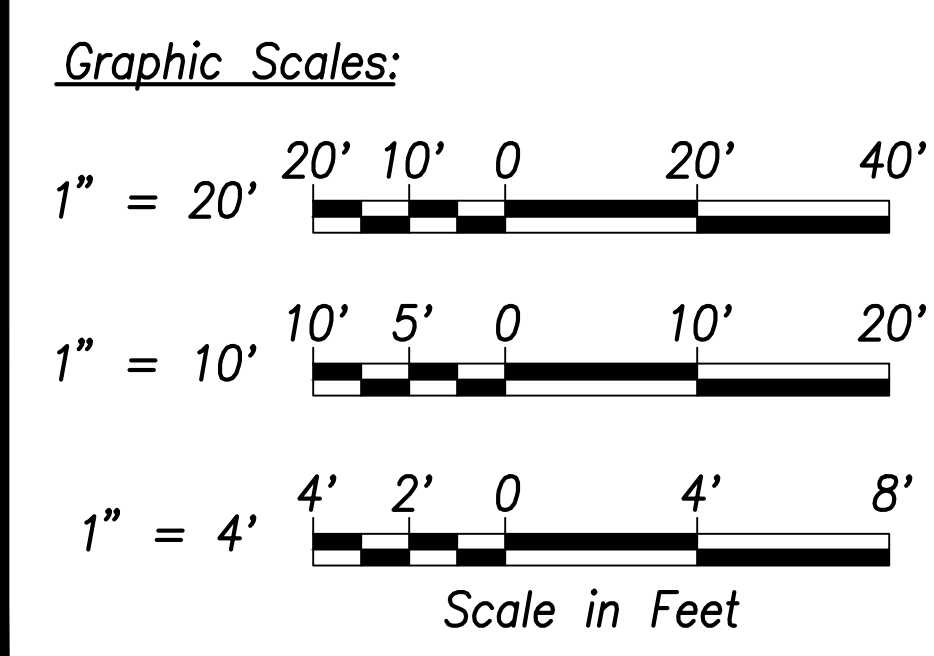 Graphic Scales:
20’ 10’ 0 20’ 40’
1” = 20’
10’ 5’ 0 10’ 20’
1” = 10’
4’ 2’ 0 4’ 8’
1” = 4’
Scale in Feet